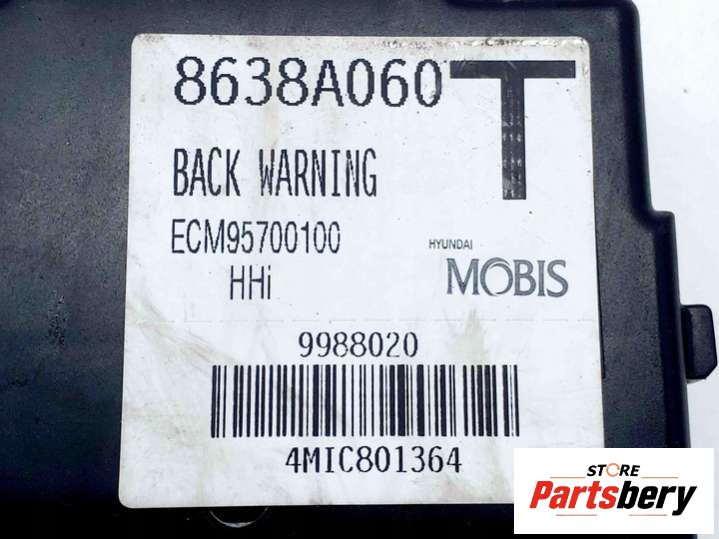 8638A060 T
BACK WARNING
ECM95700100
HHi
HYUNDAI
MOBIS
9988020
4MIC801364
STORE
Partsbery